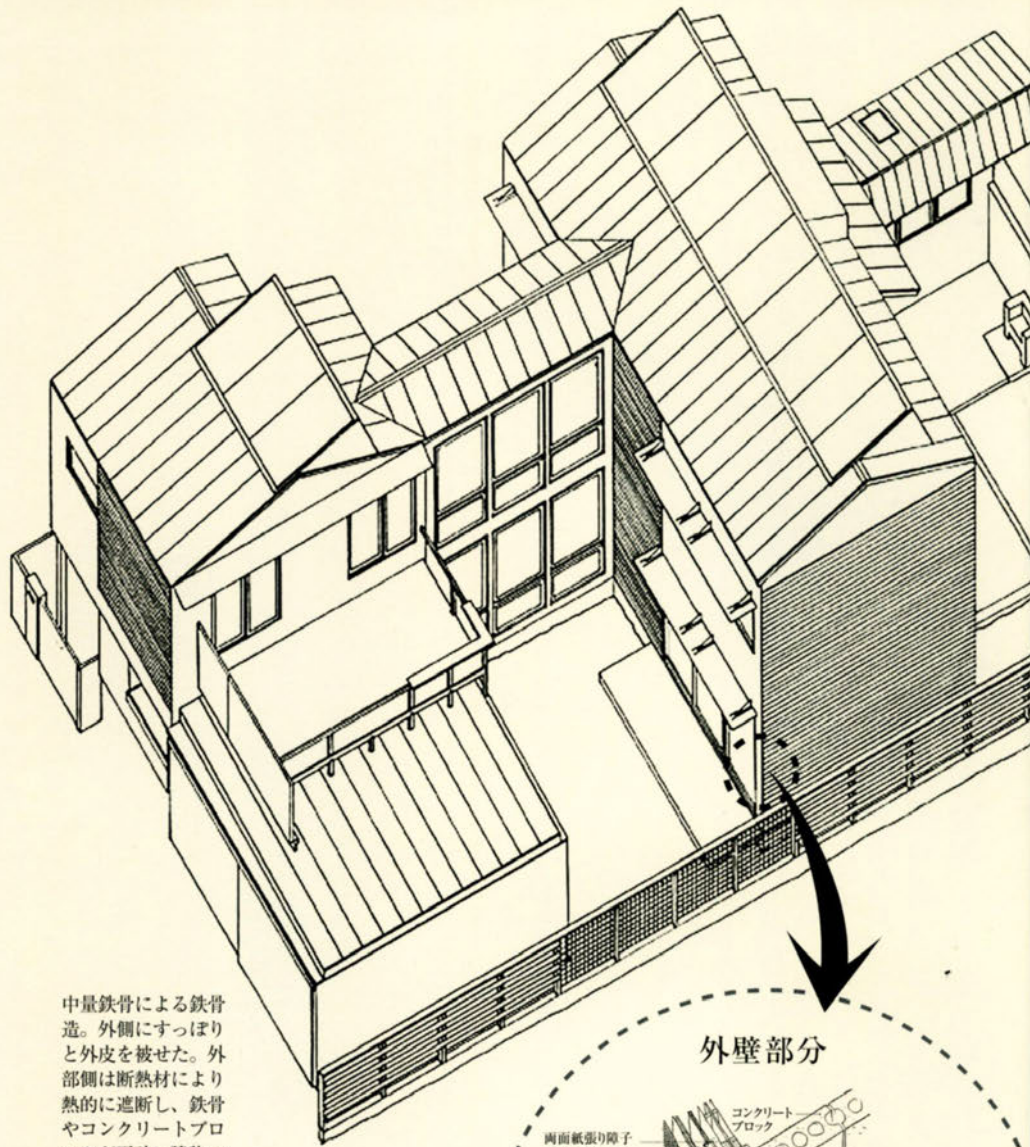 中量鉄骨による鉄骨
造。外側にすっぽり
と外皮を被せた。外
部側は断熱材により
熱的に遮断し、鉄骨
やコンクリートブロ
外壁部分
コンクリート
ブロック
両面紙張り障子